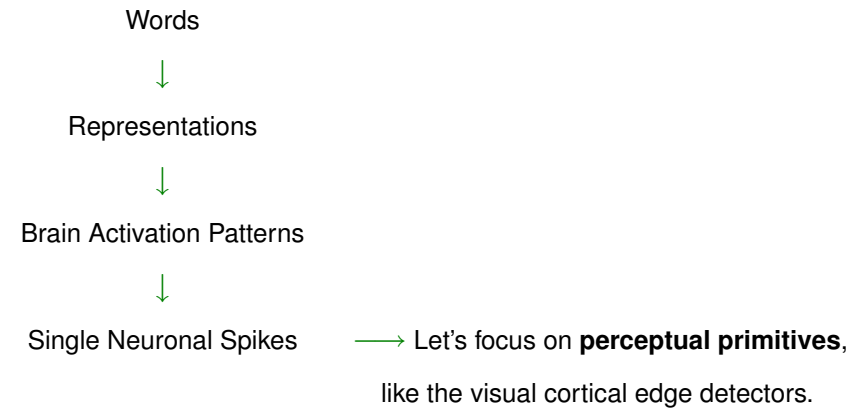 Words
↓
Representations
↓
Brain Activation Patterns
↓
Single Neuronal Spikes ⟶ Let's focus on perceptual primitives,
like the visual cortical edge detectors.